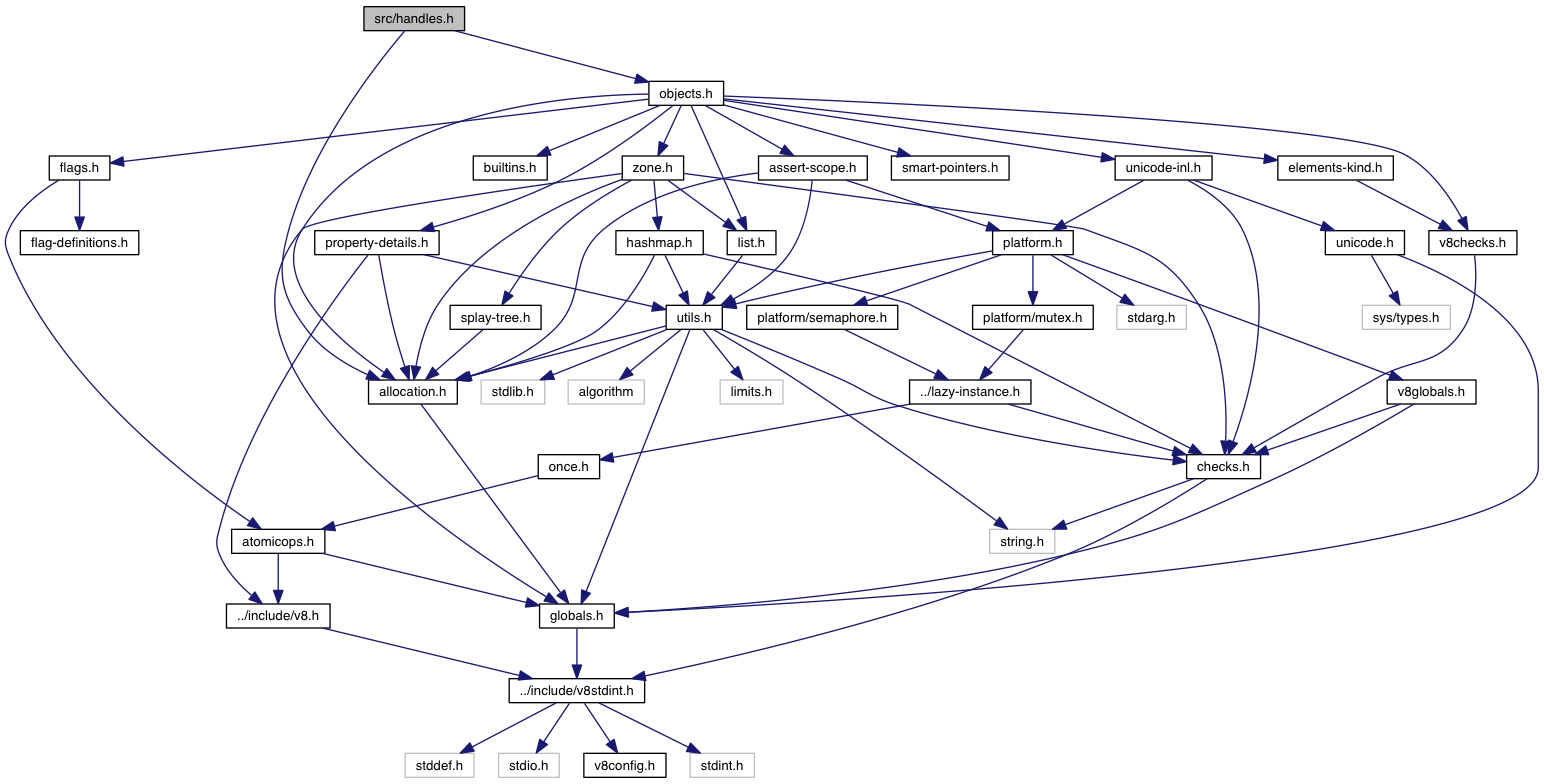 src/handles.h
objects.h
flags.h
builtins.h
zone.h
assert-scope.h
smart-pointers.h
unicode-inl.h
elements-kind.h
flag-definitions.h
property-details.h
hashmap.h
list.h
platform.h
unicode.h
v8checks.h
splay-tree.h
utils.h
platform/semaphore.h
platform/mutex.h
stdarg.h
sys/types.h
allocation.h
stdlib.h
algorithm
limits.h
../lazy-instance.h
v8globals.h
once.h
checks.h
atomicops.h
string.h
../include/v8.h
globals.h
../include/v8stdint.h
stddef.h
stdio.h
v8config.h
stdint.h